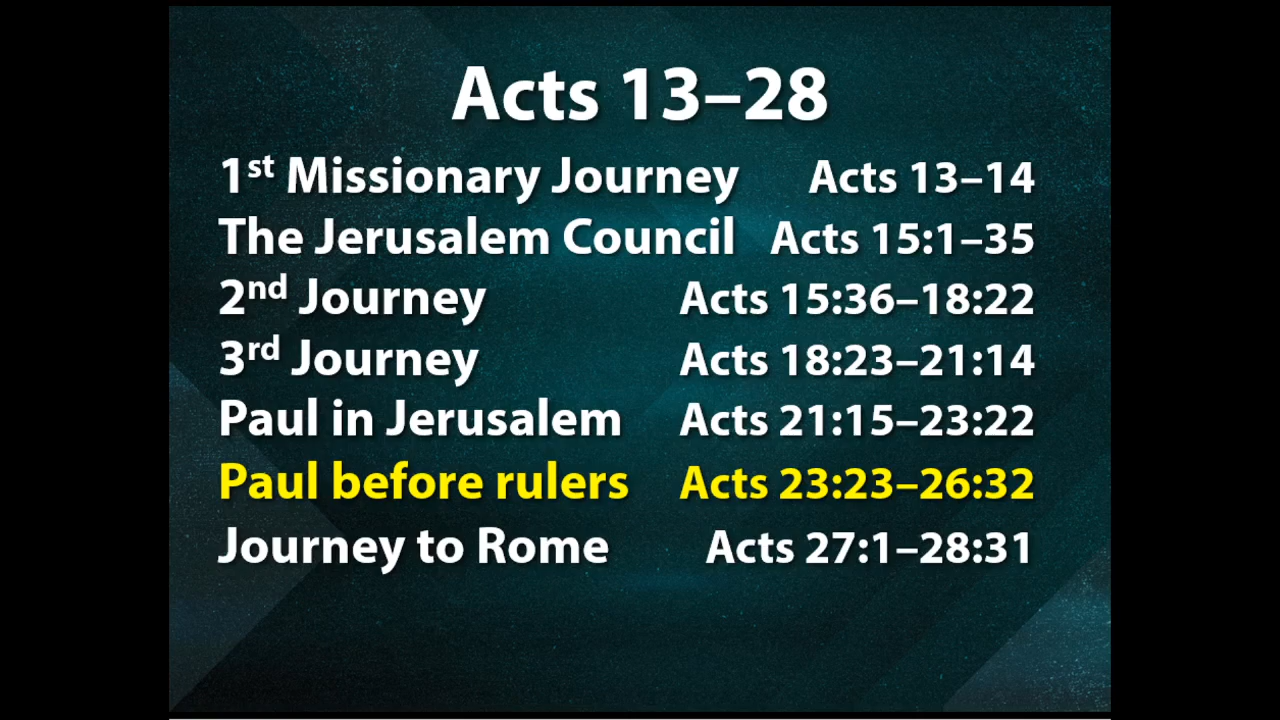 Acts 13–28
1st Missionary Journey Acts 13–14
The Jerusalem Council Acts 15:1–35
2nd Journey Acts 15:36–18:22
3rd Journey Acts 18:23–21:14
Paul in Jerusalem Acts 21:15–23:22
Paul before rulers Acts 23:23–26:32
Journey to Rome Acts 27:1–28:31